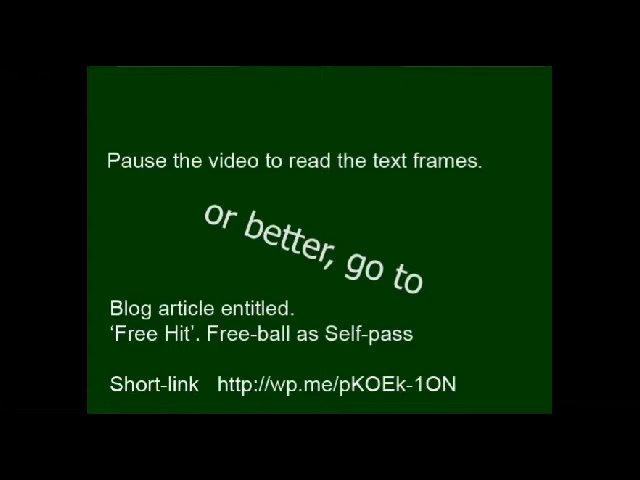 Pause the video to read the text frames.
or better, go to
Blog article entitled.
‘Free Hit’. Free-ball as Self-pass
Short-link http://wp.me/pKOEk-1ON